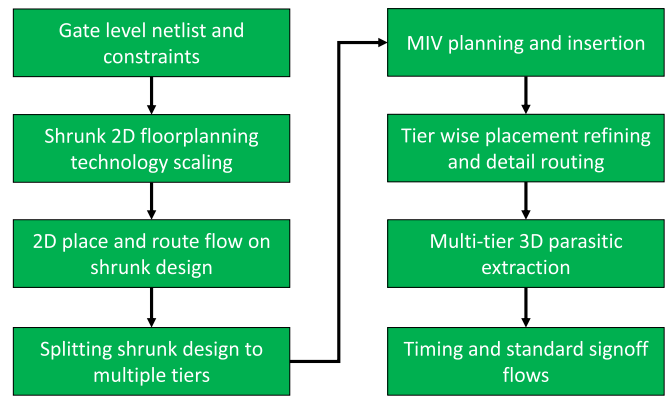 Gate level netlist and
constraints
Shrunk 2D floorplanning
technology scaling
2D place and route flow on
shrunk design
Splitting shrunk design to
multiple tiers
MIV planning and insertion
Tier wise placement refining
and detail routing
Multi-tier 3D parasitic
extraction
Timing and standard signoff
flows